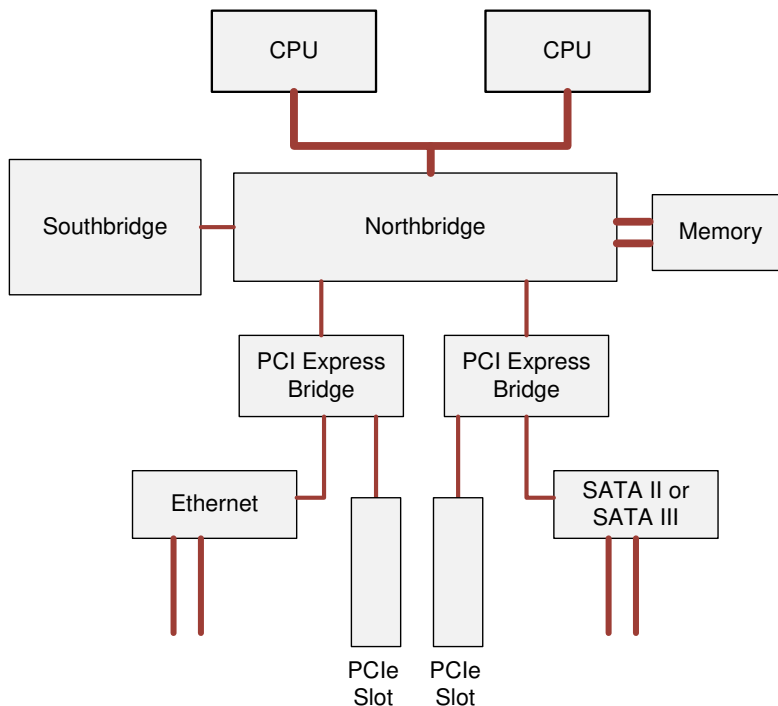 CPU
CPU
Southbridge
Northbridge
Memory
PCI Express
Bridge
PCI Express
Bridge
Ethernet
SATA II or
SATA III
PCIe
Slot
PCIe
Slot